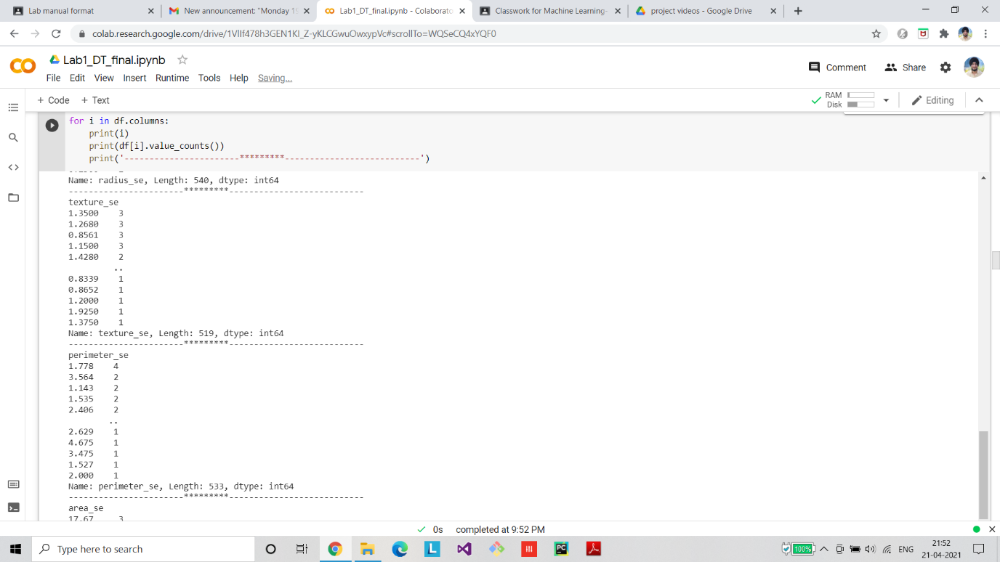 Lab manual format
New announcement: "Monday 19
Lab1_DT_final.ipynb - Colaborato
Classwork for Machine Learning-
project videos - Google Drive
colab.research.google.com/drive/1VlIf478h3GEN1KI_Z-yKLCGwuOwxypVc#scrollTo=WQSeCQ4xYQF0
Lab1_DT_final.ipynb
File Edit View Insert Runtime Tools Help Saving...
Comment Share
+ Code + Text
RAM
Disk
Editing
for i in df.columns:
print(i)
print(df[i].value_counts())
print('-----------------------*********---------------------------')
Name: radius_se, Length: 540, dtype: int64
-----------------------*********---------------------------
texture_se
1.3500 3
1.2680 3
0.8561 3
1.1500 3
1.4280 2
..
0.8339 1
0.8652 1
1.2000 1
1.9250 1
1.3750 1
Name: texture_se, Length: 519, dtype: int64
-----------------------*********---------------------------
perimeter_se
1.778 4
3.564 2
1.143 2
1.535 2
2.406 2
..
2.629 1
4.675 1
3.475 1
1.527 1
2.000 1
Name: perimeter_se, Length: 533, dtype: int64
-----------------------*********---------------------------
area_se
17.67 3
0s completed at 9:52 PM
Type here to search
100%
ENG
21:52
21-04-2021